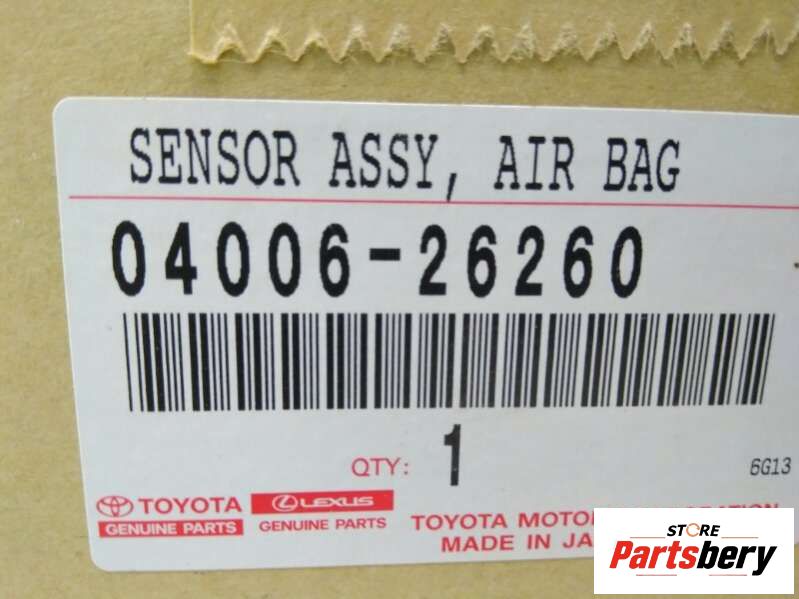 SENSOR ASSY, AIR BAG
04006-26260
QTY: 1
6G13
TOYOTA LEXUS
GENUINE PARTS GENUINE PARTS
TOYOTA MOTOR
MADE IN
STORE
Partsbery